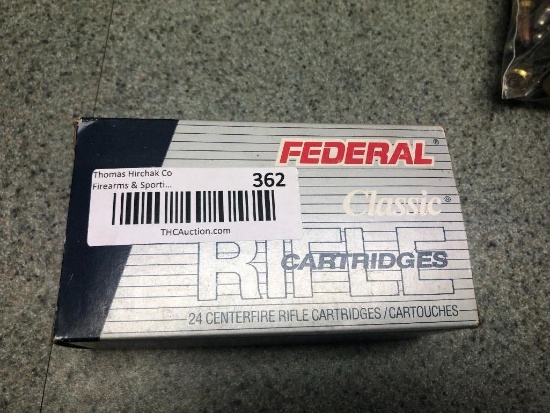 FEDERAL®
Thomas Hirchak Co
Firearms & Sporti...
362
THCAuction.com
Classic®
RIFLE
CARTRIDGES
24 CENTERFIRE RIFLE CARTRIDGES/CARTOUCHES